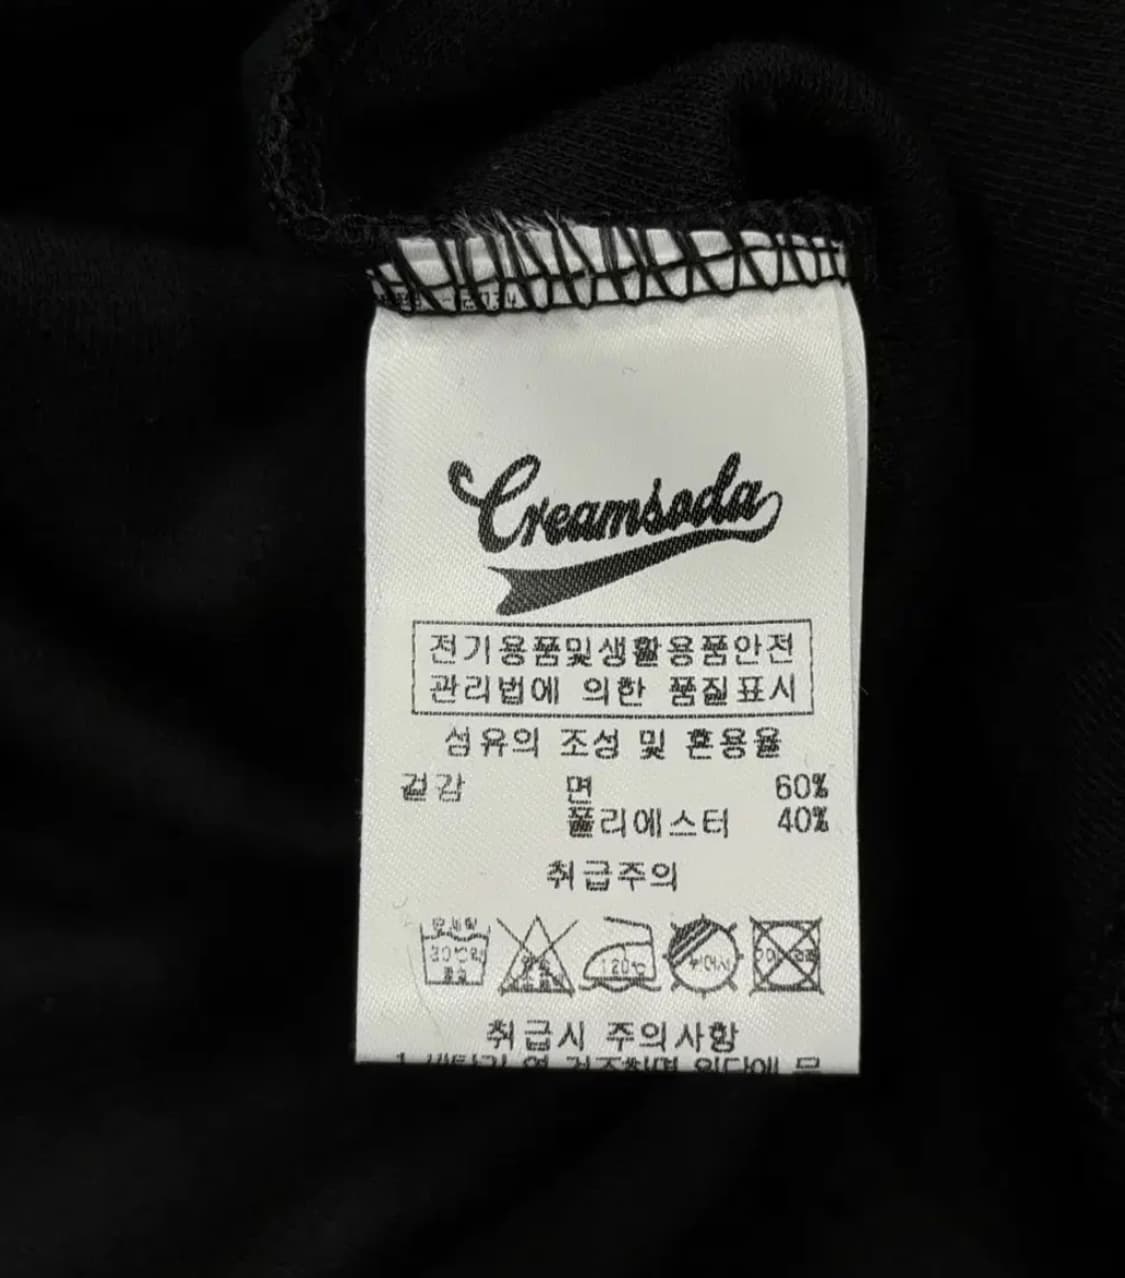 Creamsoda
전기용품및생활용품안전
관리법에 의한 품질표시
섬유의 조성 및 혼용율
겉감 면 60%
폴리에스터 40%
취급주의
30℃
120℃
취급시 주의사항